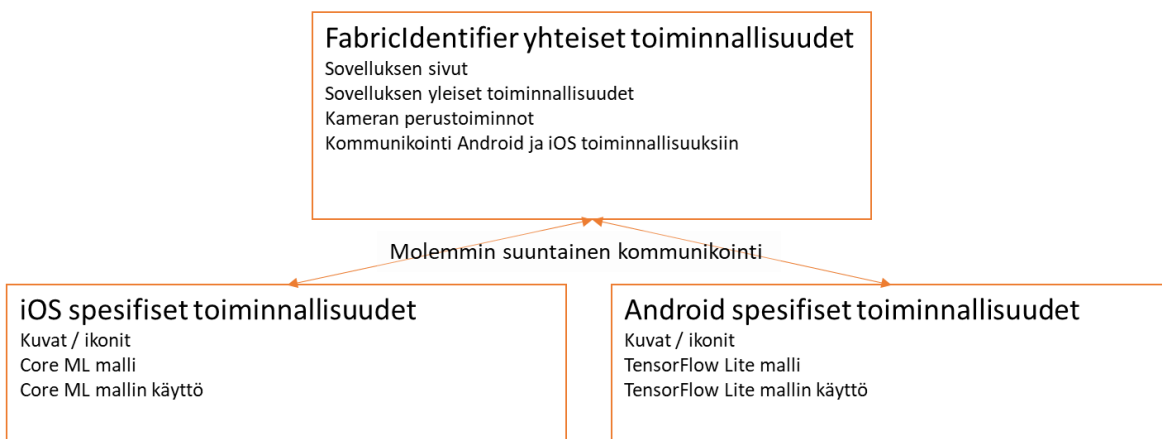 FabricIdentifier yhteiset toiminnallisuudet
Sovelluksen sivut
Sovelluksen yleiset toiminnallisuudet
Kameran perustoiminnot
Kommunikointi Android ja iOS toiminnallisuuksiin
Molemmin suuntainen kommunikointi
iOS spesifiset toiminnallisuudet
Kuvat / ikonit
Core ML malli
Core ML mallin käyttö
Android spesifiset toiminnallisuudet
Kuvat / ikonit
TensorFlow Lite malli
TensorFlow Lite mallin käyttö